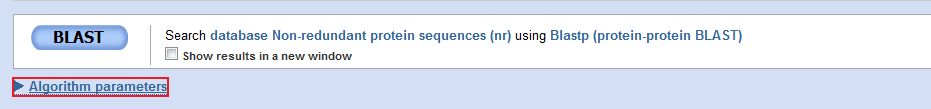 BLAST
Search database Non-redundant protein sequences (nr) using Blastp (protein-protein BLAST)
Show results in a new window
Algorithm parameters